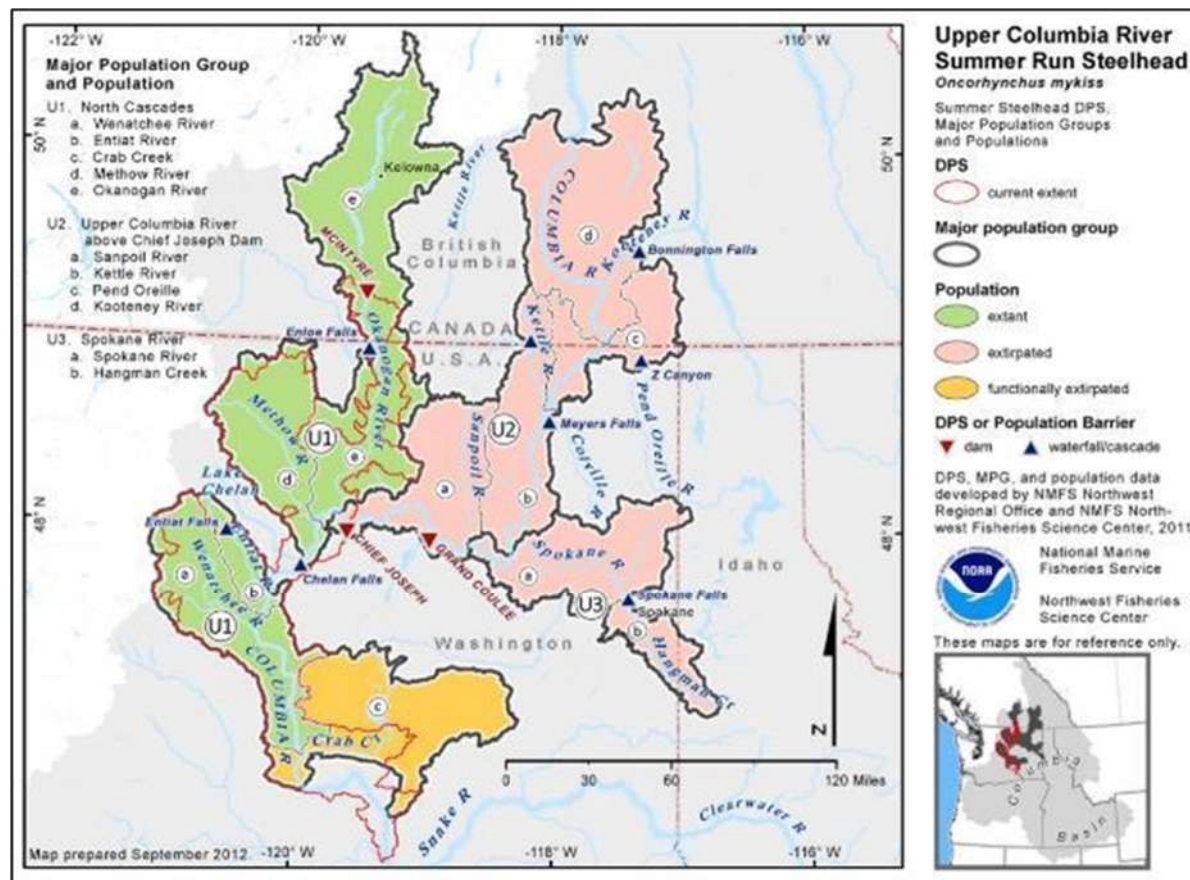 -122° W
-120° W
-118° W
-116° W
Major Population Group
and Population
U1. North Cascades
a. Wenatchee River
b. Entiat River
c. Crab Creek
d. Methow River
e. Okanogan River
U2. Upper Columbia River
above Chief Joseph Dam
a. Sanpoil River
b. Kettle River
c. Pend Oreille
d. Kooteney River
U3. Spokane River
a. Spokane River
b. Hangman Creek
50° N
50° N
48° N
48° N
Kelowna
e
MCINTYRE
Kettle River
British
Columbia
COLUMBIA R
d
Kooteney R
Bonnington Falls
CANADA
U.S.A.
Enloe Falls
Okanogan River
Kettle R
c
Z Canyon
Methow R
U1
e
d
U2
Sanpoil R
Meyers Falls
Colville R
Pend Oreille R
a
b
Lake
Chelan
Entiat Falls
Entiat R
Wenatchee R
a
b
Chelan Falls
CHIEF JOSEPH
GRAND COULEE
Spokane R
a
U3
Spokane Falls
Spokane
b
Hangman Cr
Idaho
Washington
U1
COLUMBIA R
c
Crab C
Snake R
Clearwater R
N
0
60
120 Miles
Map prepared September 2012.
-120° W
-118° W
-116° W
Upper Columbia River
Summer Run Steelhead
Oncorhynchus mykiss
Summer Steelhead DPS,
Major Population Groups
and Populations
DPS
current extent
Major population group
Population
extant
extirpated
functionally extirpated
DPS or Population Barrier
dam
waterfall/cascade
DPS, MPG, and population data
developed by NMFS Northwest
Regional Office and NMFS North-
west Fisheries Science Center, 2011
NOAA
National Marine
Fisheries Service
Northwest Fisheries
Science Center
These maps are for reference only.
Columbia
Basin